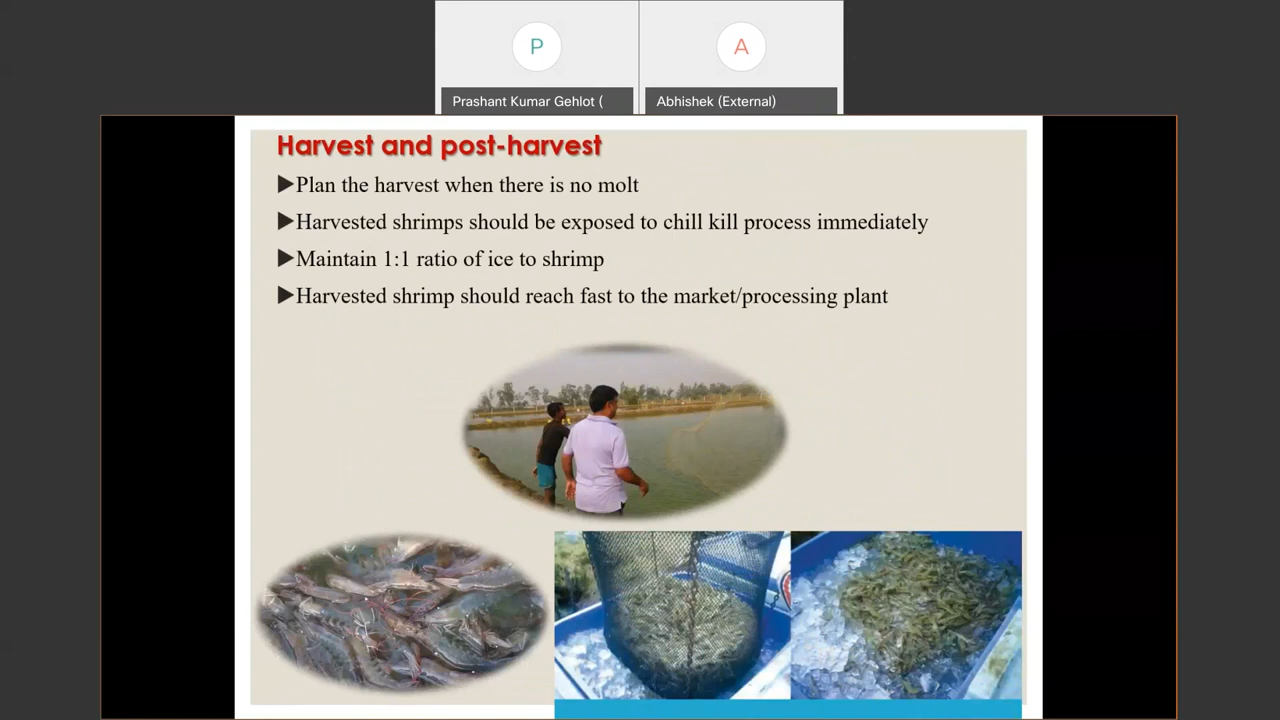 P
A
Prashant Kumar Gehlot (
Abhishek (External)
Harvest and post-harvest
▶Plan the harvest when there is no molt
▶Harvested shrimps should be exposed to chill kill process immediately
▶Maintain 1:1 ratio of ice to shrimp
▶Harvested shrimp should reach fast to the market/processing plant